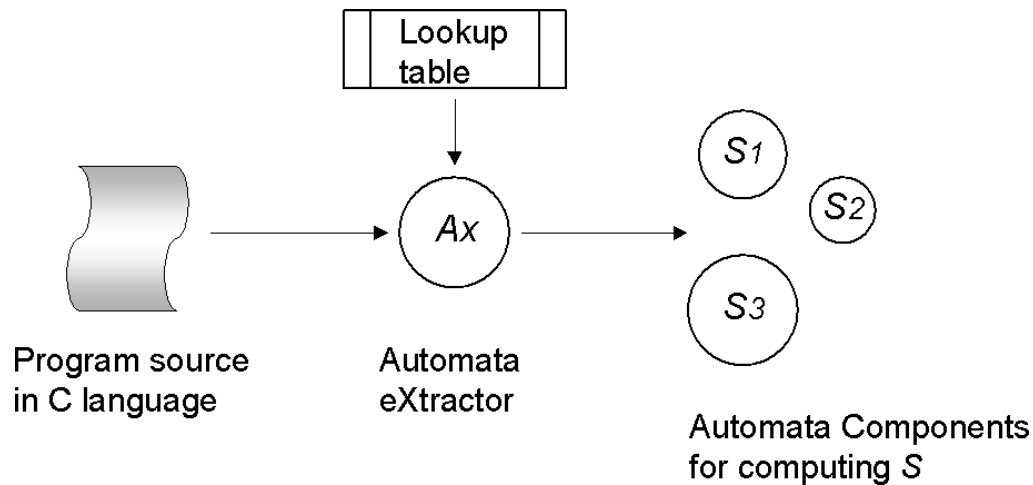 Lookup
table
S1
Ax
S2
S3
Program source
in C language
Automata
eXtractor
Automata Components
for computing S